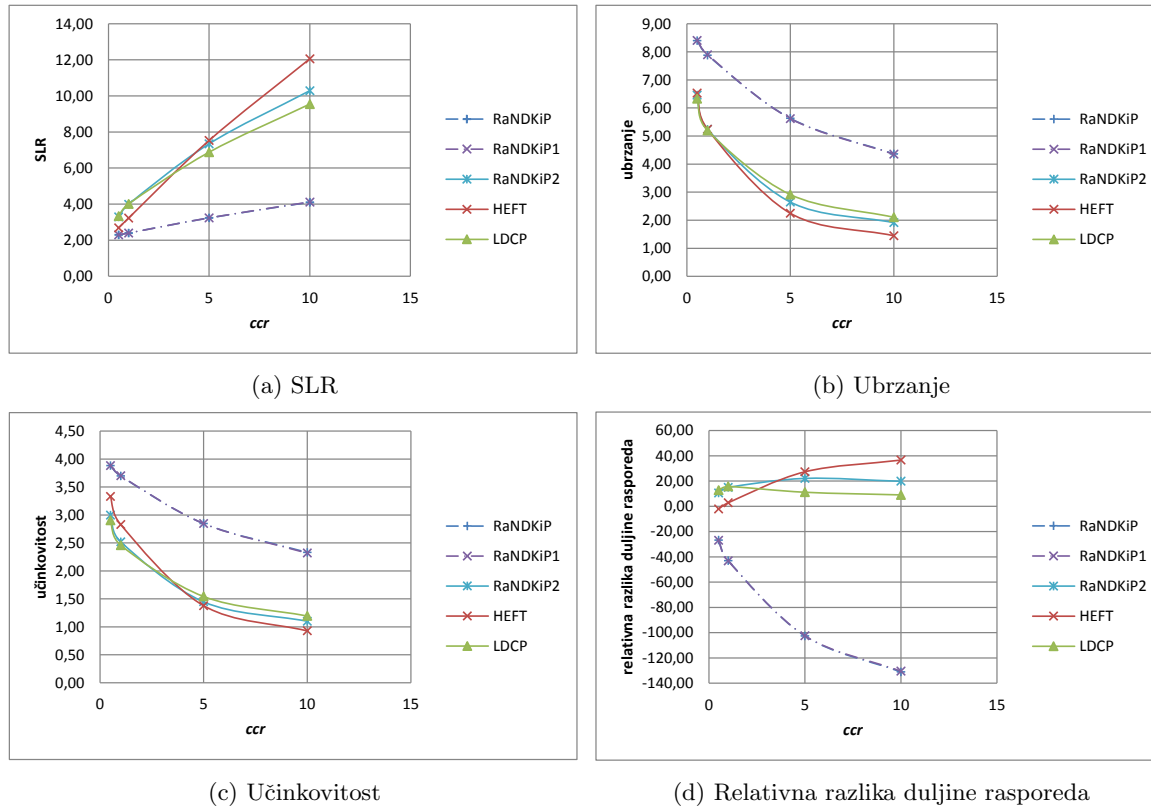 14,00
12,00
10,00
8,00
6,00
4,00
2,00
0,00
SLR
0 5 10 15
ccr
RaNDKiP
RaNDKiP1
RaNDKiP2
HEFT
LDCP
(a) SLR
9,00
8,00
7,00
6,00
5,00
4,00
3,00
2,00
1,00
0,00
ubrzanje
0 5 10 15
ccr
RaNDKiP
RaNDKiP1
RaNDKiP2
HEFT
LDCP
(b) Ubrzanje
4,50
4,00
3,50
3,00
2,50
2,00
1,50
1,00
0,50
0,00
učinkovitost
0 5 10 15
ccr
RaNDKiP
RaNDKiP1
RaNDKiP2
HEFT
LDCP
(c) Učinkovitost
60,00
40,00
20,00
0,00
-20,00
-40,00
-60,00
-80,00
-100,00
-120,00
-140,00
relativna razlika duljine rasporeda
0 5 10 15
ccr
RaNDKiP
RaNDKiP1
RaNDKiP2
HEFT
LDCP
(d) Relativna razlika duljine rasporeda